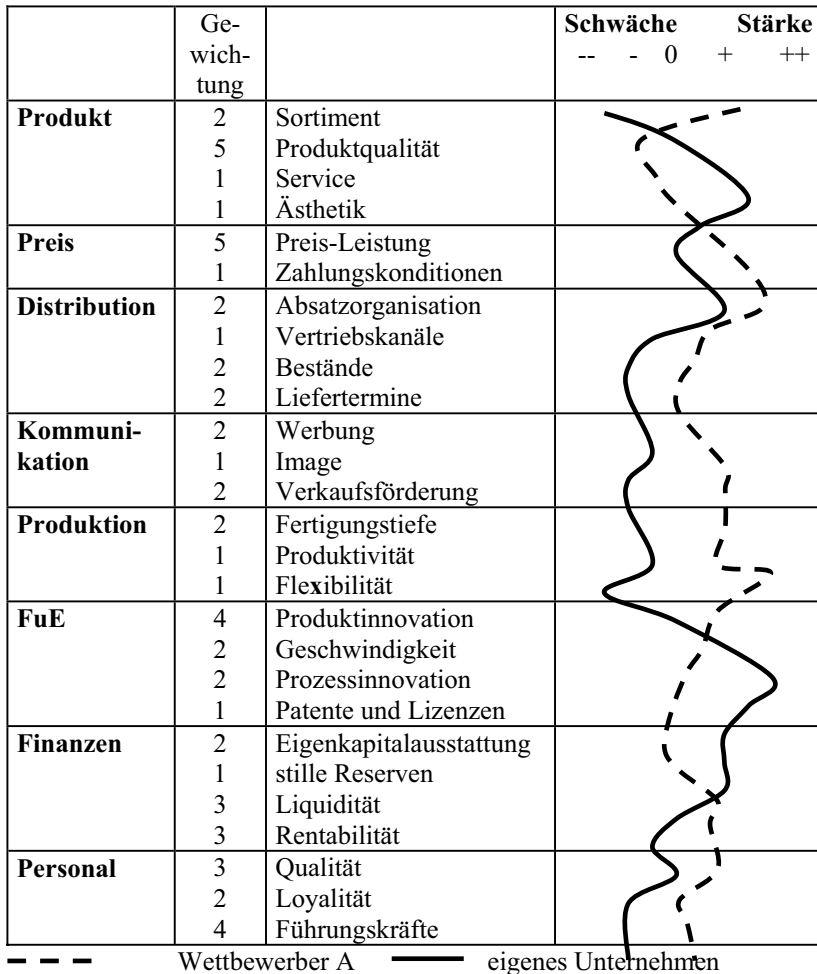 Ge-
wich-
tung
Schwäche Stärke
-- - 0 + ++
Produkt 2 Sortiment
5 Produktqualität
1 Service
1 Ästhetik
Preis 5 Preis-Leistung
1 Zahlungskonditionen
Distribution 2 Absatzorganisation
1 Vertriebskanäle
2 Bestände
2 Liefertermine
Kommuni- 2 Werbung
kation 1 Image
2 Verkaufsförderung
Produktion 2 Fertigungstiefe
1 Produktivität
1 Flexibilität
FuE 4 Produktinnovation
2 Geschwindigkeit
2 Prozessinnovation
1 Patente und Lizenzen
Finanzen 2 Eigenkapitalausstattung
1 stille Reserven
3 Liquidität
3 Rentabilität
Personal 3 Qualität
2 Loyalität
4 Führungskräfte
Wettbewerber A eigenes Unternehmen